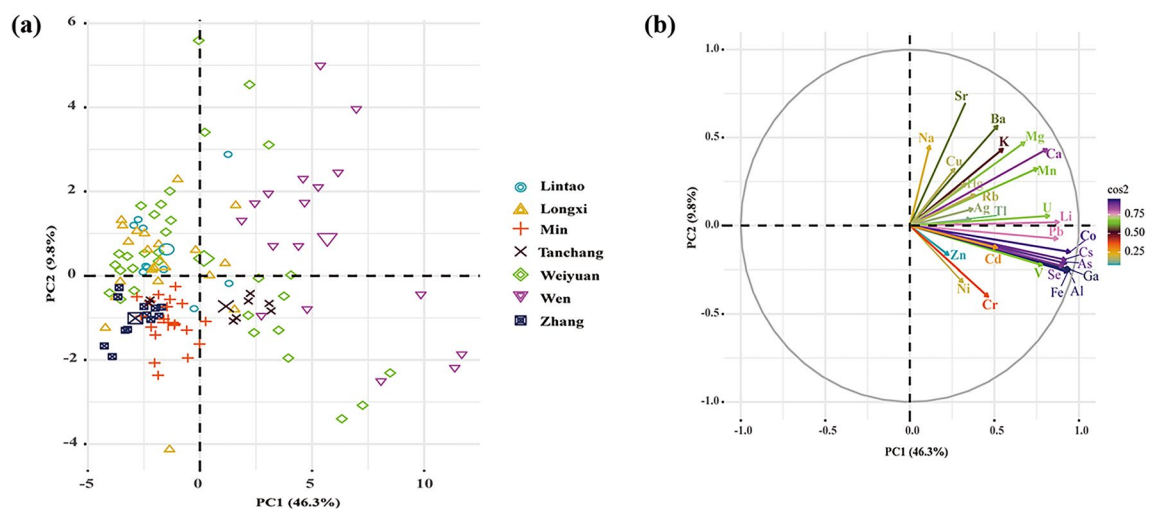 (a)
PC2 (9.8%)
6
4
2
0
-2
-4
-5
0
5
10
PC1 (46.3%)
Lintao
Longxi
Min
Tanchang
Weiyuan
Wen
Zhang
(b)
PC2 (9.8%)
1.0
0.5
0.0
-0.5
-1.0
Sr
Ba
Na
K
Mg
Cu
Ca
Mn
Rb
Ag
Tl
U
Li
Pb
Co
Zn
Cd
Cs
As
V
Se
Ga
Ni
Fe
Al
Cr
-1.0
-0.5
0.0
0.5
1.0
PC1 (46.3%)
cos2
0.75
0.50
0.25